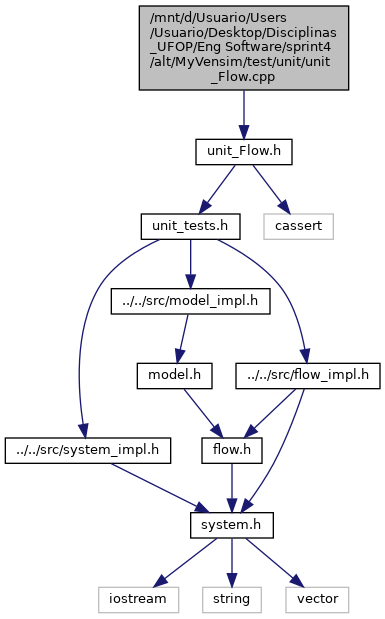 /mnt/d/Usuario/Users
/Usuario/Desktop/Disciplinas
_UFOP/Eng Software/sprint4
/alt/MyVensim/test/unit/unit
_Flow.cpp
unit_Flow.h
unit_tests.h
cassert
../../src/model_impl.h
model.h
../../src/flow_impl.h
../../src/system_impl.h
flow.h
system.h
iostream
string
vector